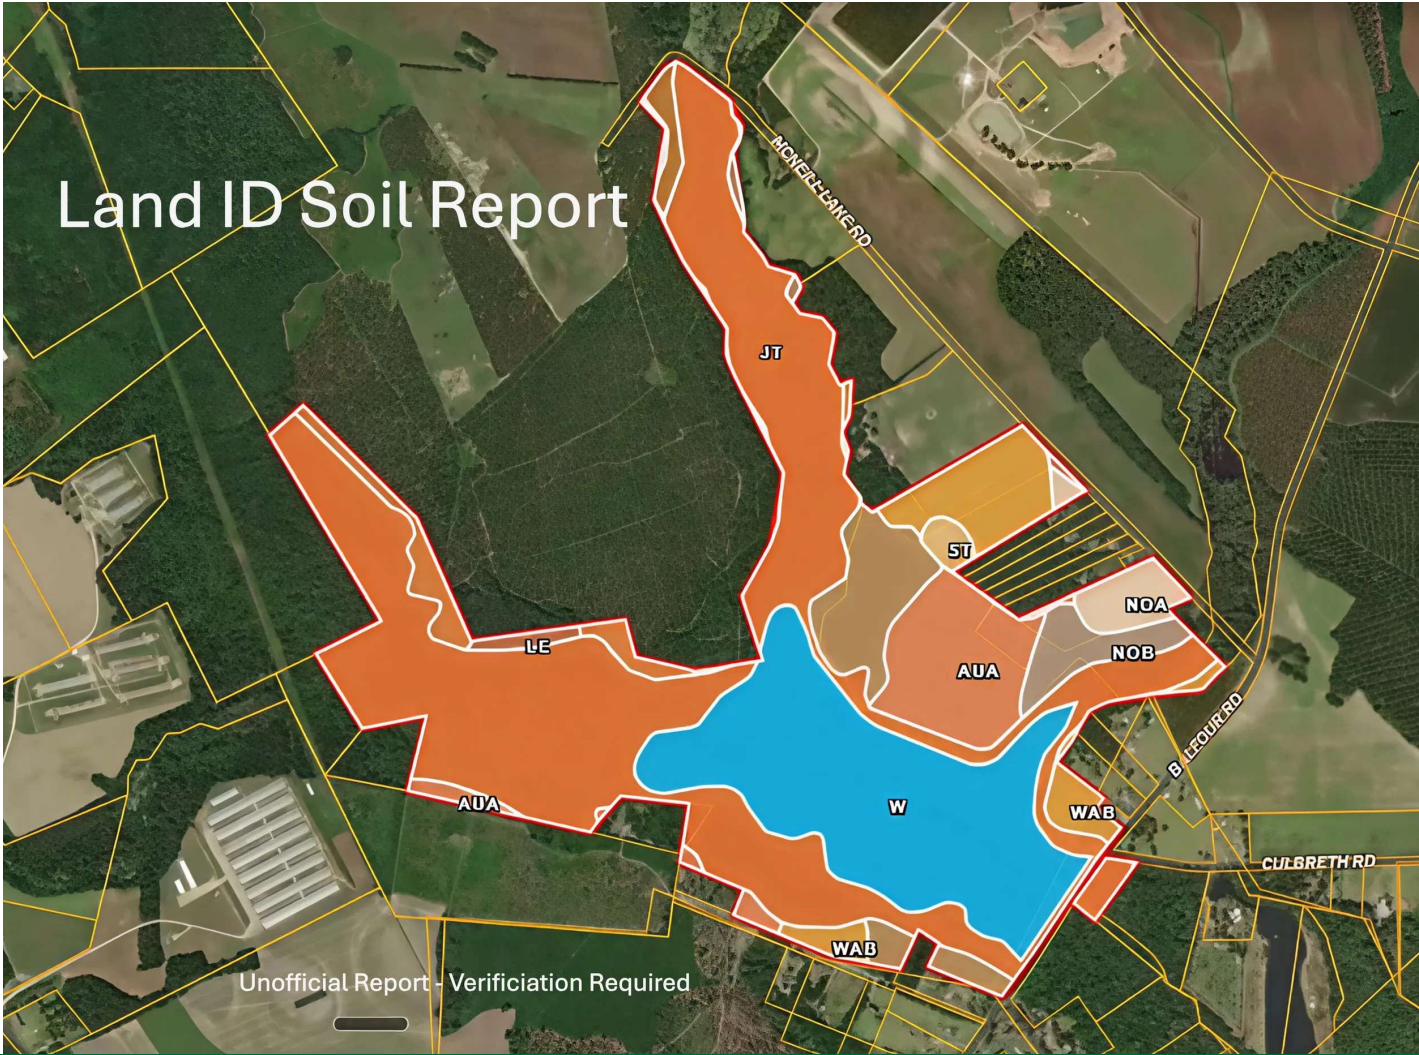 MCNEILL LAKE RD
Land ID Soil Report
JT
ST
NOA
LE
NOB
AUA
BALFOUR RD
AUA
W
WAB
CULBRETH RD
WAB
Unofficial Report - Verificiation Required